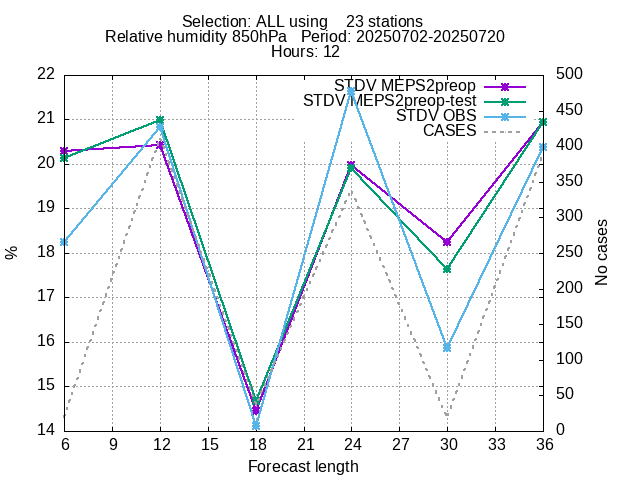 Selection: ALL using 23 stations
Relative humidity 850hPa Period: 20250702-20250720
Hours: 12
STDV MEPS2preop
STDV MEPS2preop-test
STDV OBS
CASES
22
21
20
19
18
17
16
15
14
%
500
450
400
350
300
250
200
150
100
50
0
No cases
6 9 12 15 18 21 24 27 30 33 36
Forecast length